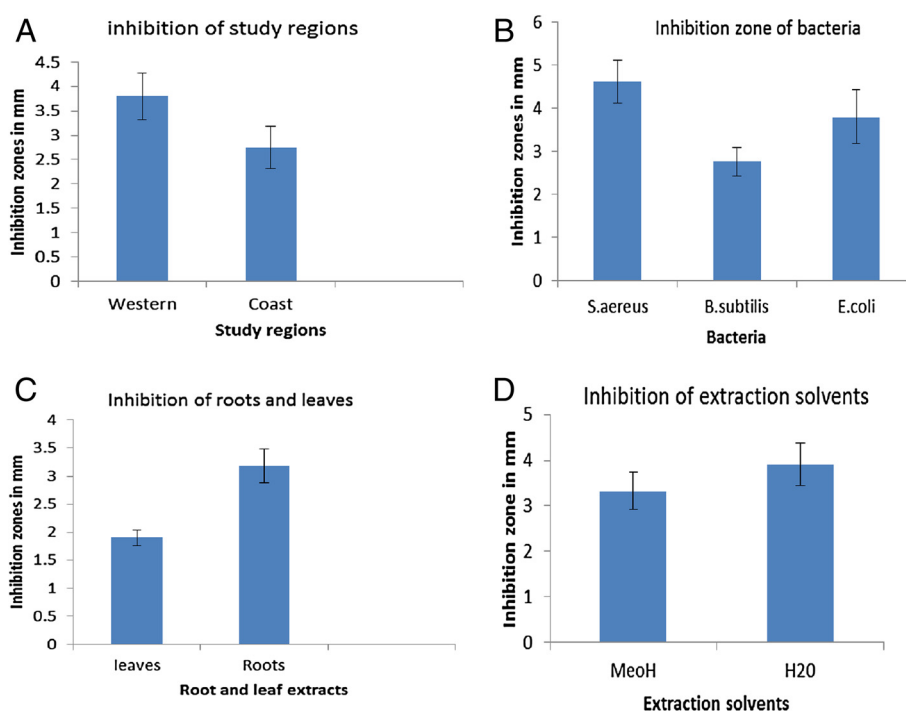 A
inhibition of study regions
Inhibition zones in mm
4.5
4
3.5
3
2.5
2
1.5
1
0.5
0
Western Coast
Study regions
B
Inhibition zone of bacteria
Inhibition zones in mm
6
5
4
3
2
1
0
S.aereus B.subtilis E.coli
Bacteria
C
Inhibition of roots and leaves
Inhibition zones in mm
4
3.5
3
2.5
2
1.5
1
0.5
0
leaves Roots
Root and leaf extracts
D
Inhibition of extraction solvents
Inhibition zone in mm
5
4
3
2
1
0
MeoH H20
Extraction solvents